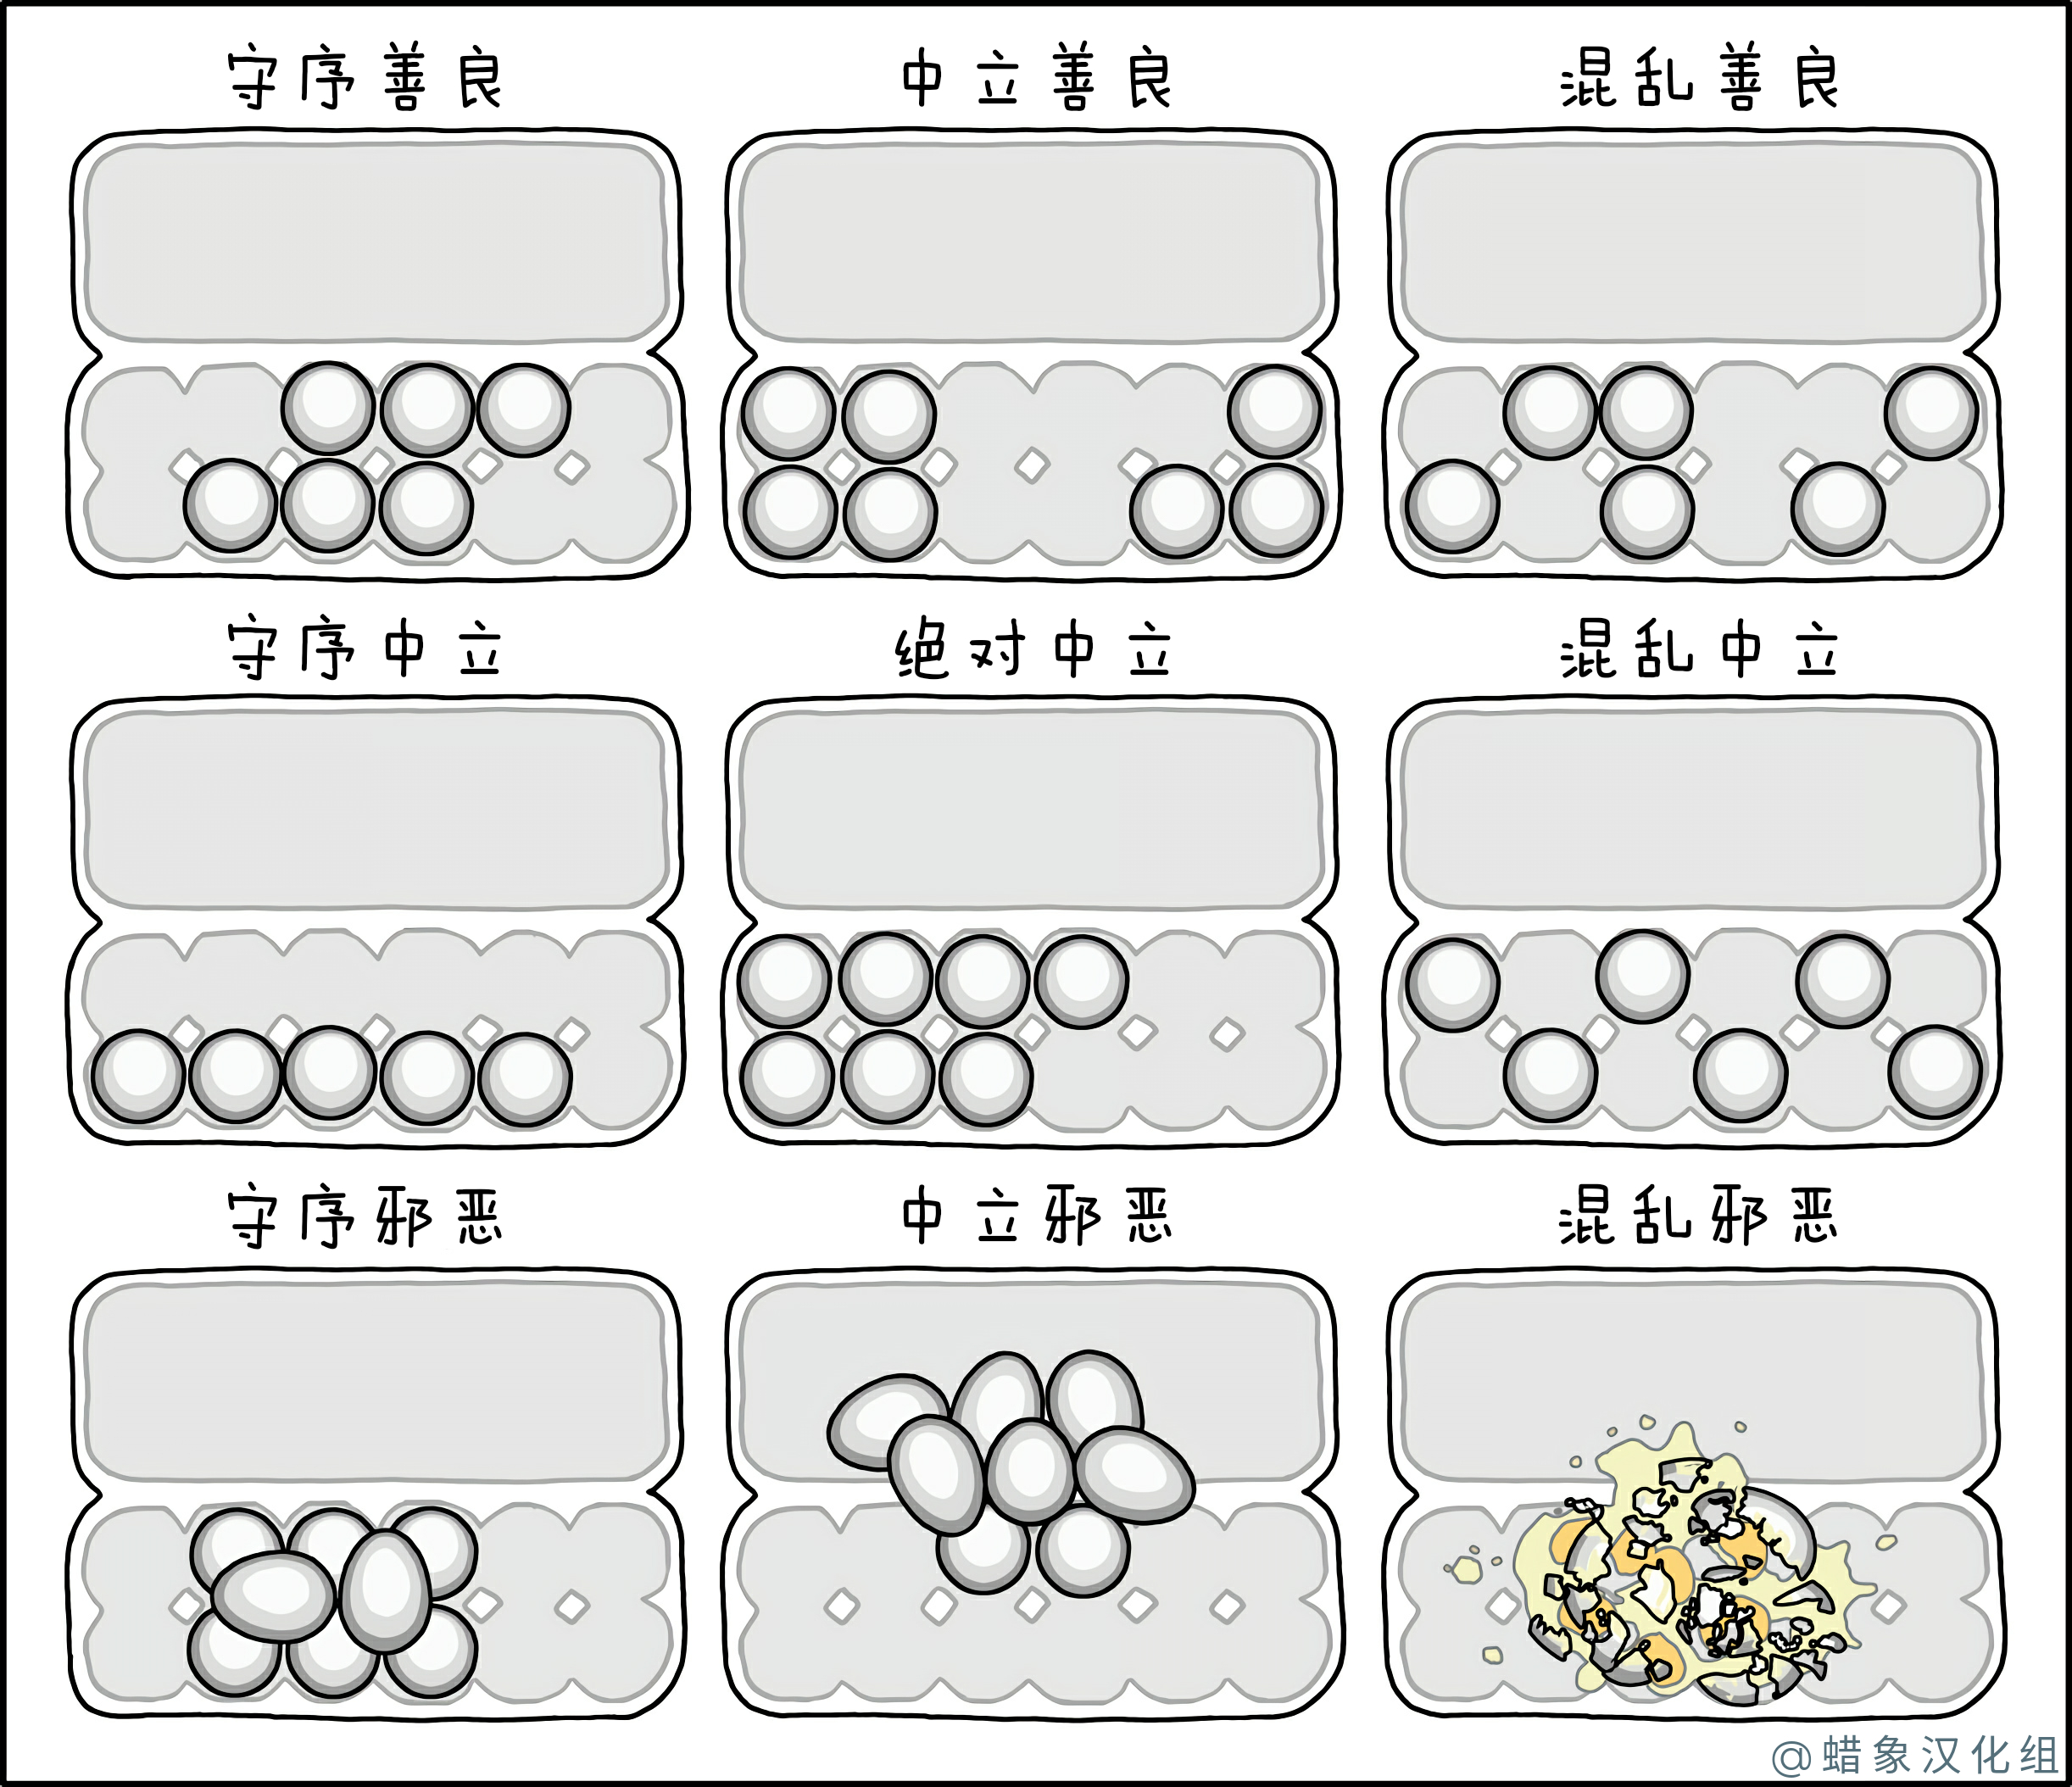 守序善良
中立善良
混乱善良
守序中立
绝对中立
混乱中立
守序邪恶
中立邪恶
混乱邪恶
@蜡象汉化组